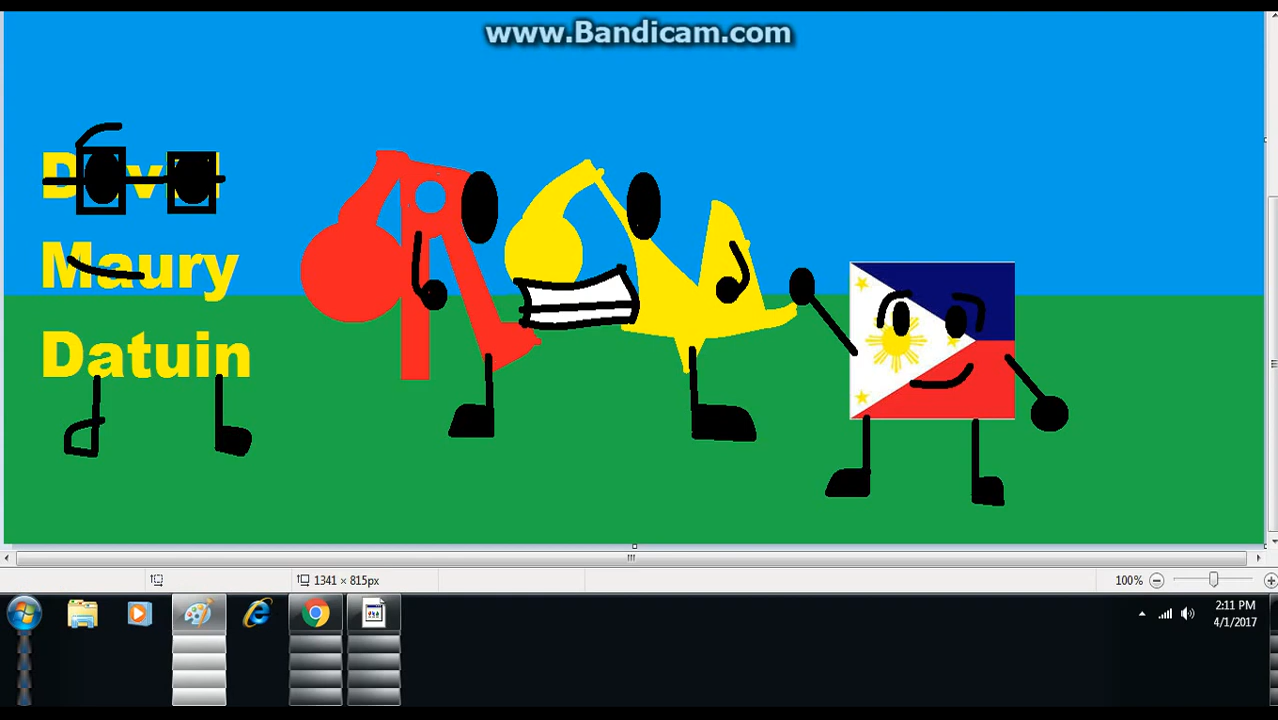 www.Bandicam.com
Maury
Datuin
1341 × 815px
100%
2:11 PM
4/1/2017